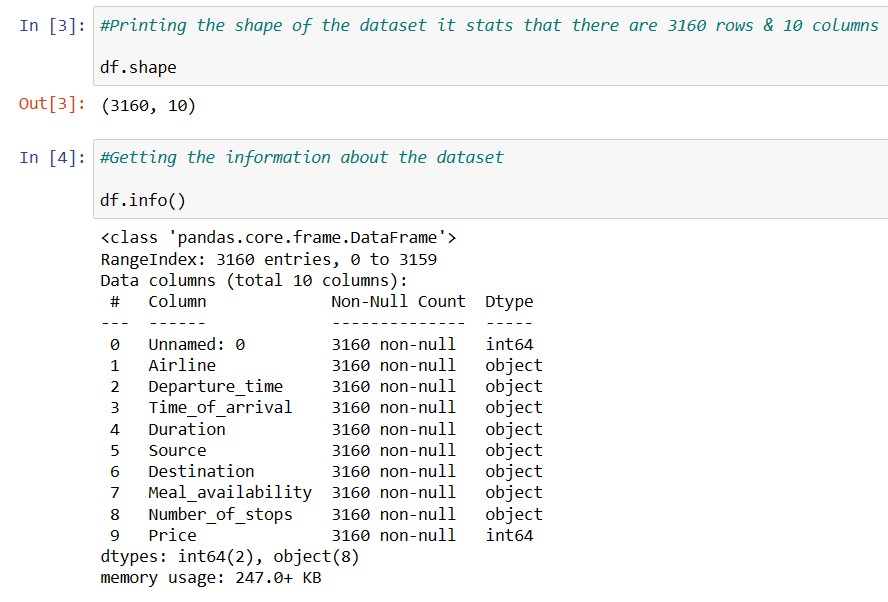 In [3]: #Printing the shape of the dataset it stats that there are 3160 rows & 10 columns
df.shape
Out[3]: (3160, 10)
In [4]: #Getting the information about the dataset
df.info()
<class 'pandas.core.frame.DataFrame'>
RangeIndex: 3160 entries, 0 to 3159
Data columns (total 10 columns):
 #   Column             Non-Null Count  Dtype
---  ------             --------------  -----
 0   Unnamed: 0         3160 non-null   int64
 1   Airline            3160 non-null   object
 2   Departure_time     3160 non-null   object
 3   Time_of_arrival    3160 non-null   object
 4   Duration           3160 non-null   object
 5   Source             3160 non-null   object
 6   Destination        3160 non-null   object
 7   Meal_availability  3160 non-null   object
 8   Number_of_stops    3160 non-null   object
 9   Price              3160 non-null   int64
dtypes: int64(2), object(8)
memory usage: 247.0+ KB